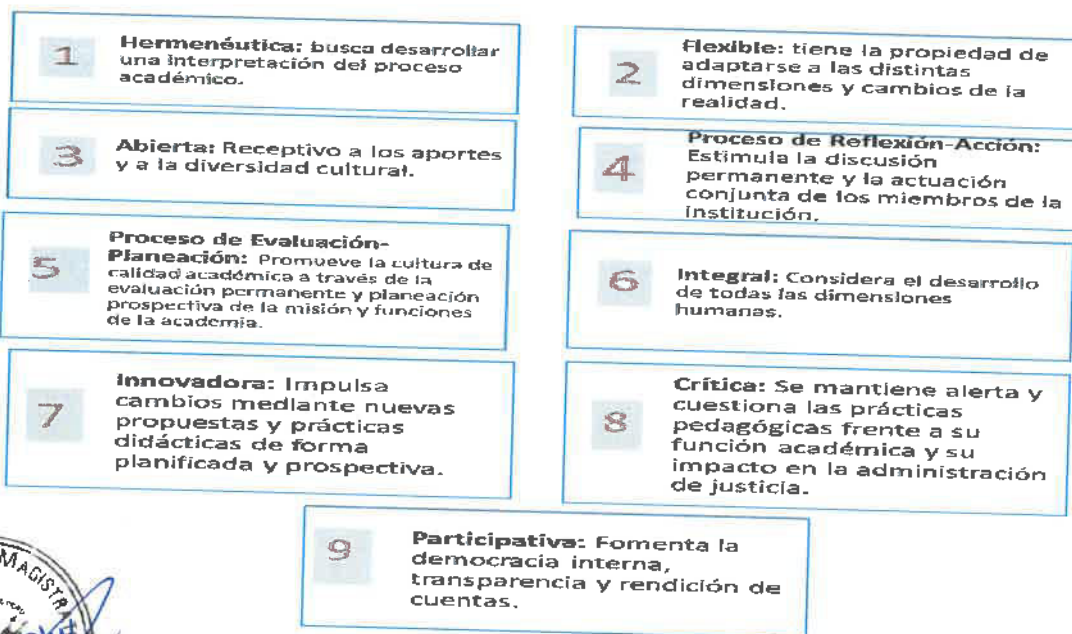 1
Hermenéutica: busca desarrollar
una interpretación del proceso
académico.
2
Flexible: tiene la propiedad de
adaptarse a las distintas
dimensiones y cambios de la
realidad.
3
Abierta: Receptivo a los aportes
y a la diversidad cultural.
4
Proceso de Reflexión-Acción:
Estimula la discusión
permanente y la actuación
conjunta de los miembros de la
institución.
5
Proceso de Evaluación-
Planeación: Promueve la cultura de
calidad académica a través de la
evaluación permanente y planeación
prospectiva de la misión y funciones
de la academia.
6
Integral: Considera el desarrollo
de todas las dimensiones
humanas.
7
Innovadora: Impulsa
cambios mediante nuevas
propuestas y prácticas
didácticas de forma
planificada y prospectiva.
8
Crítica: Se mantiene alerta y
cuestiona las prácticas
pedagógicas frente a su
función académica y su
impacto en la administración
de justicia.
9
Participativa: Fomenta la
democracia interna,
transparencia y rendición de
cuentas.
MAGISTRA